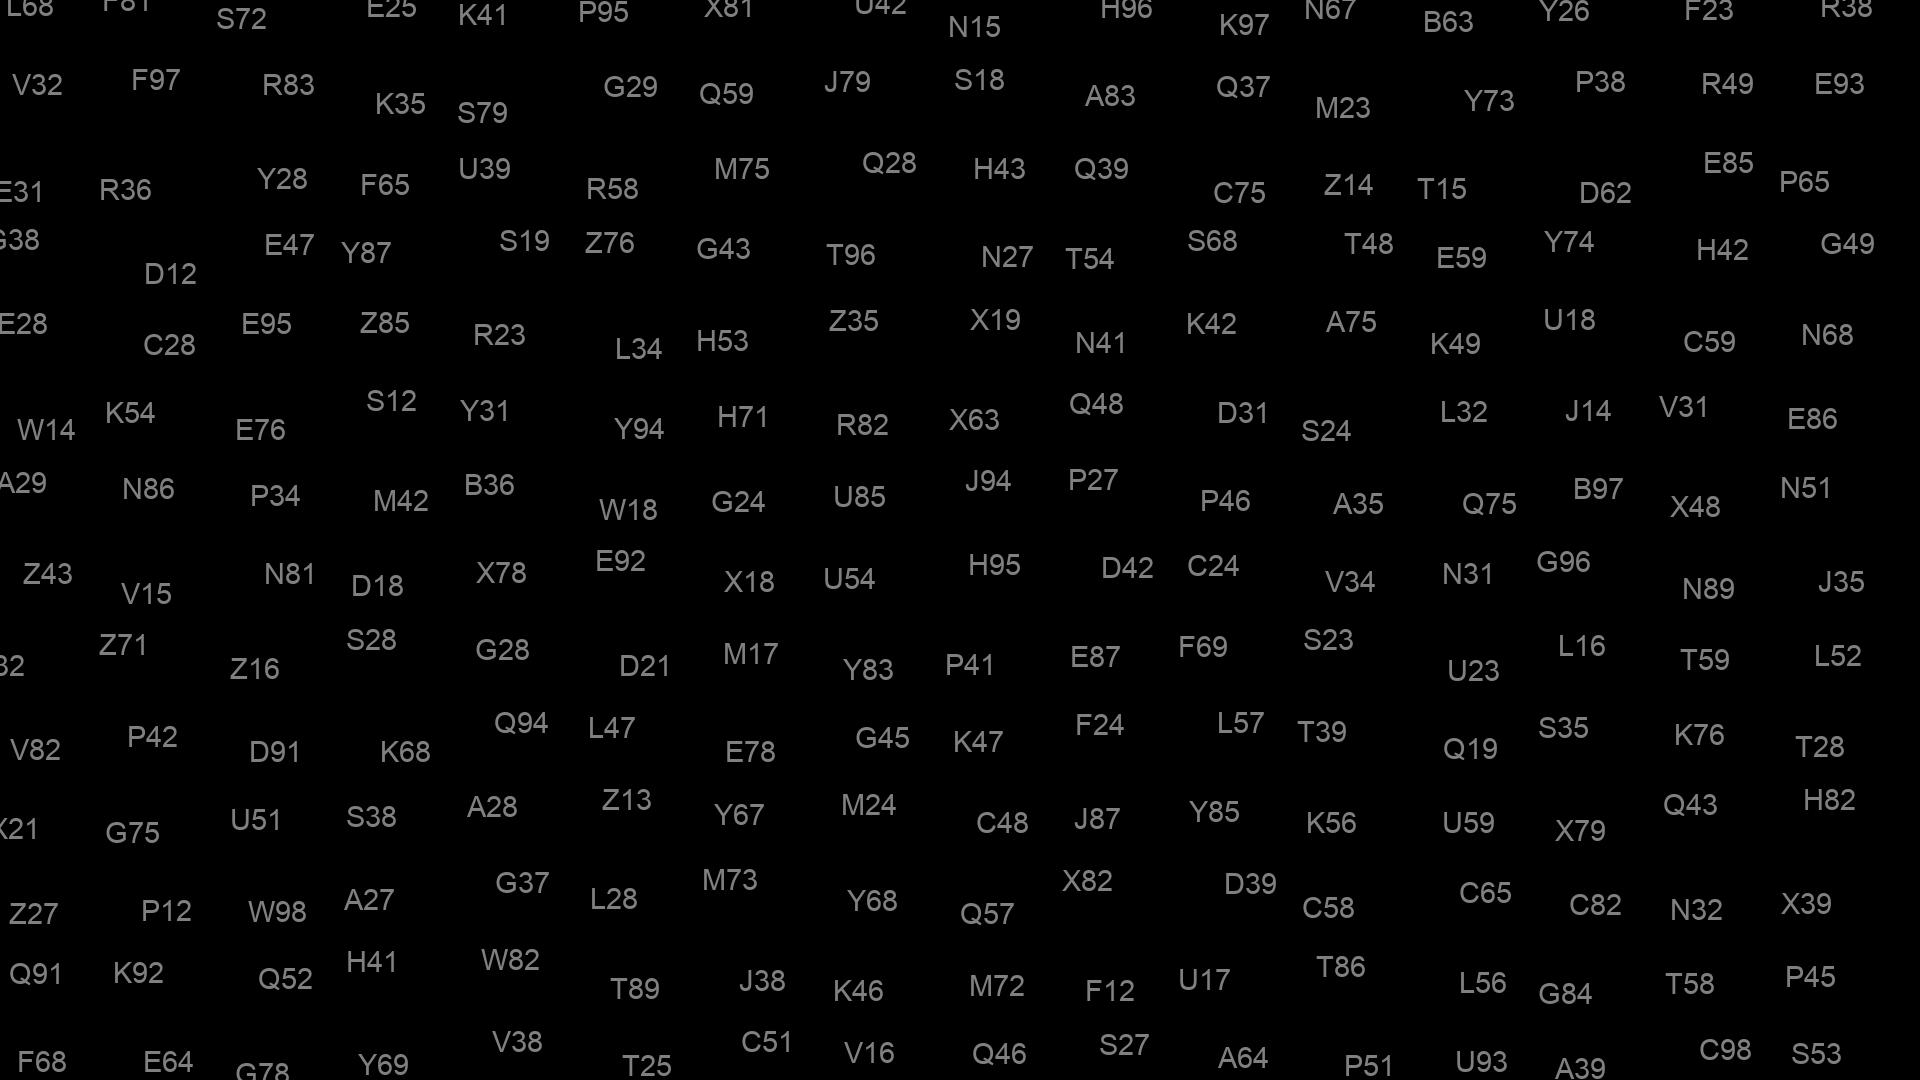 L68 F81 S72 E25 K41 P95 X81 U42 N15 H96 K97 N67 B63 Y26 F23 R38
V32 F97 R83 K35 S79 G29 Q59 J79 S18 A83 Q37 M23 Y73 P38 R49 E93
E31 R36 Y28 F65 U39 R58 M75 Q28 H43 Q39 C75 Z14 T15 D62 E85 P65
G38 D12 E47 Y87 S19 Z76 G43 T96 N27 T54 S68 T48 E59 Y74 H42 G49
E28 C28 E95 Z85 R23 L34 H53 Z35 X19 N41 K42 A75 K49 U18 C59 N68
W14 K54 E76 S12 Y31 Y94 H71 R82 X63 Q48 D31 S24 L32 J14 V31 E86
A29 N86 P34 M42 B36 W18 G24 U85 J94 P27 P46 A35 Q75 B97 X48 N51
Z43 V15 N81 D18 X78 E92 X18 U54 H95 D42 C24 V34 N31 G96 N89 J35
Z71 Z16 S28 G28 D21 M17 Y83 P41 E87 F69 S23 U23 L16 T59 L52
V82 P42 D91 K68 Q94 L47 E78 G45 K47 F24 L57 T39 Q19 S35 K76 T28
X21 G75 U51 S38 A28 Z13 Y67 M24 C48 J87 Y85 K56 U59 X79 Q43 H82
Z27 P12 W98 A27 G37 L28 M73 Y68 Q57 X82 D39 C58 C65 C82 N32 X39
Q91 K92 Q52 H41 W82 T89 J38 K46 M72 F12 U17 T86 L56 G84 T58 P45
F68 E64 G78 Y69 V38 T25 C51 V16 Q46 S27 A64 P51 U93 A39 C98 S53